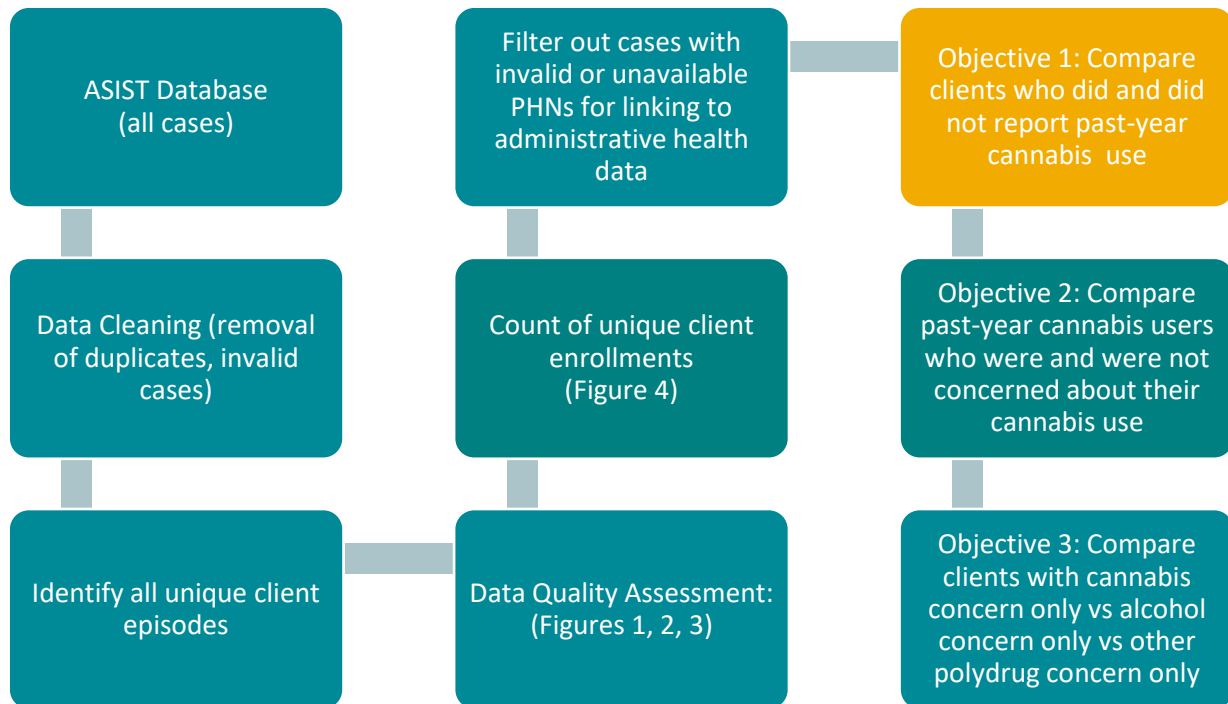 ASIST Database
(all cases)
Data Cleaning (removal
of duplicates, invalid
cases)
Identify all unique client
episodes
Data Quality Assessment:
(Figures 1, 2, 3)
Count of unique client
enrollments
(Figure 4)
Filter out cases with
invalid or unavailable
PHNs for linking to
administrative health
data
Objective 1: Compare
clients who did and did
not report past-year
cannabis use
Objective 2: Compare
past-year cannabis users
who were and were not
concerned about their
cannabis use
Objective 3: Compare
clients with cannabis
concern only vs alcohol
concern only vs other
polydrug concern only